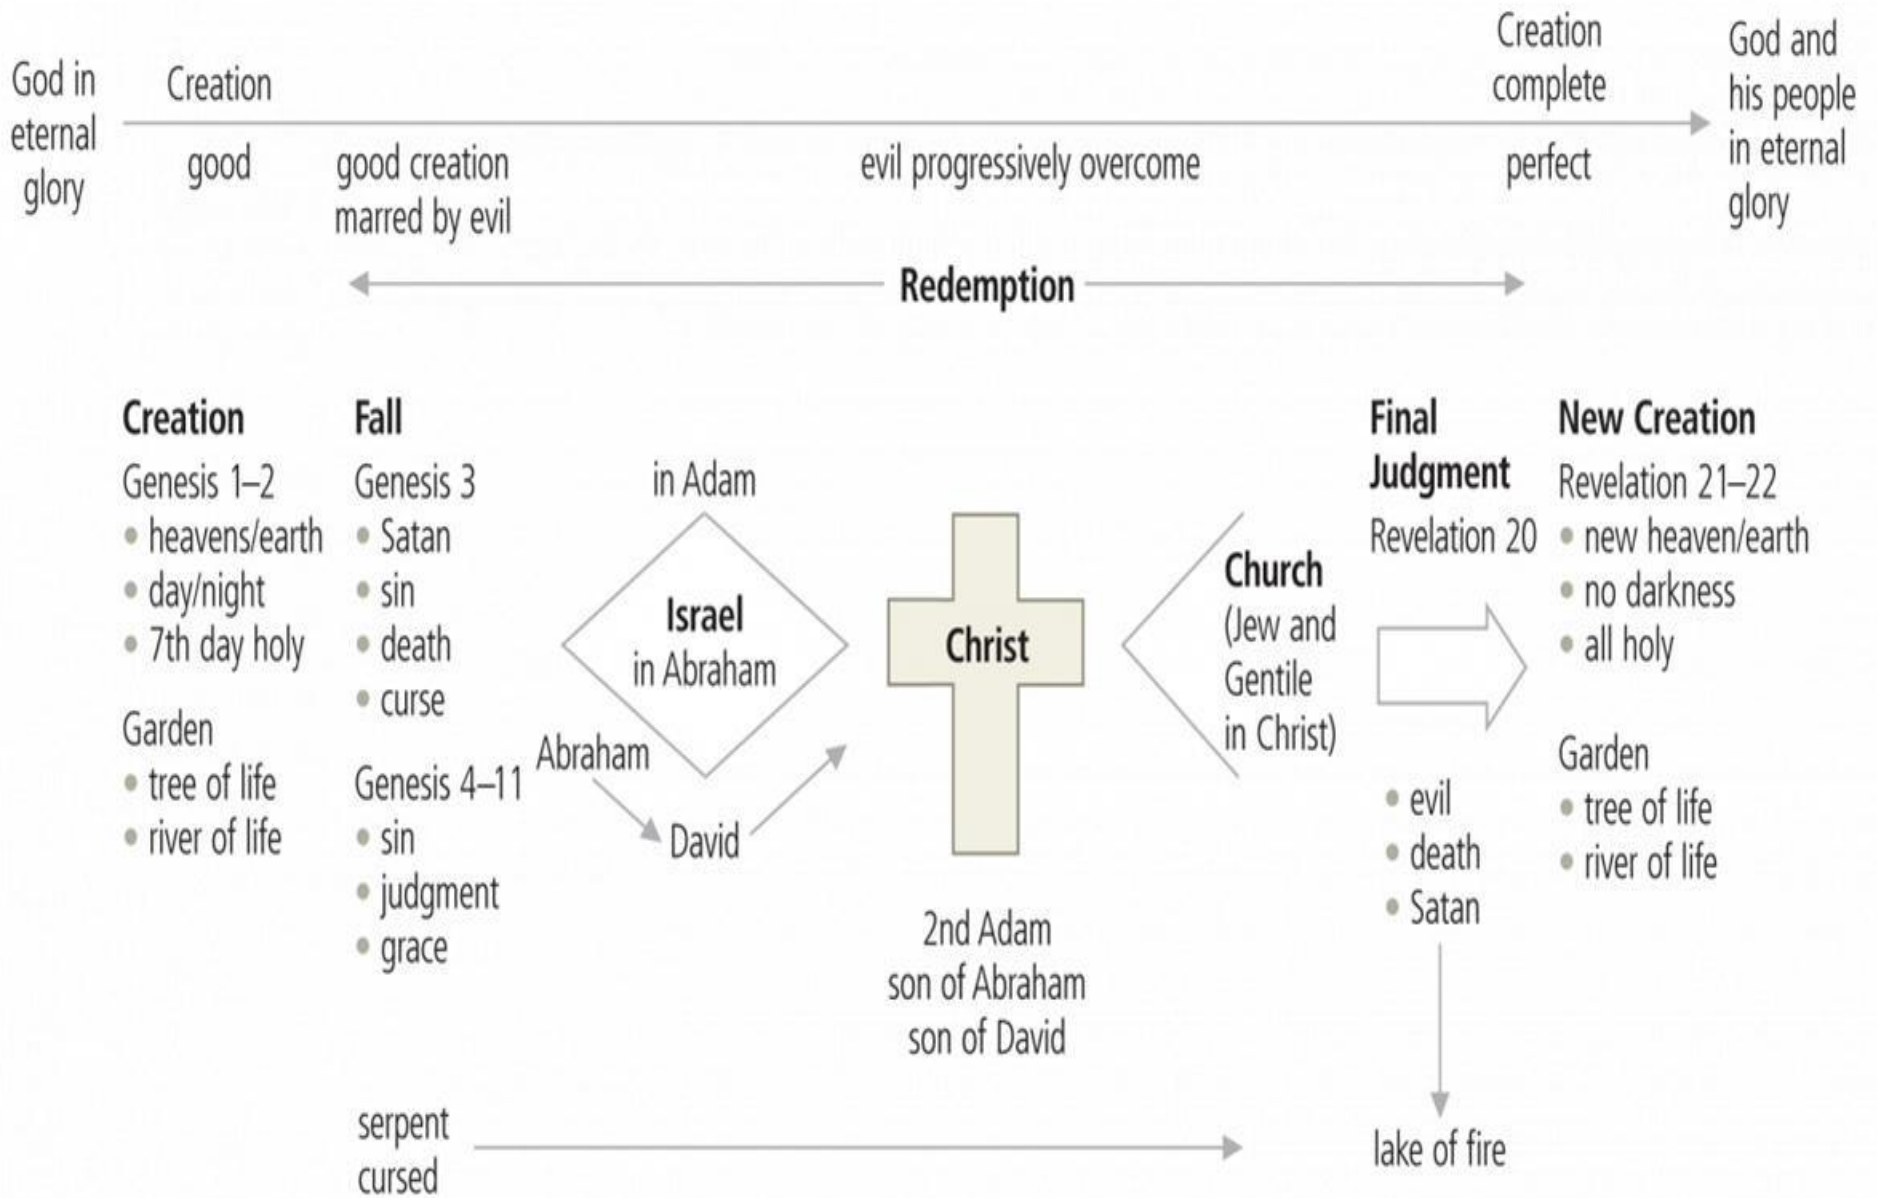 God in
eternal
glory
Creation
good
good creation
marred by evil
evil progressively overcome
Creation
complete
perfect
God and
his people
in eternal
glory
Redemption
Creation
Genesis 1–2
• heavens/earth
• day/night
• 7th day holy
Garden
• tree of life
• river of life
Fall
Genesis 3
• Satan
• sin
• death
• curse
Genesis 4–11
• sin
• judgment
• grace
in Adam
Israel
in Abraham
Abraham
David
Christ
2nd Adam
son of Abraham
son of David
Church
(Jew and
Gentile
in Christ)
Final
Judgment
Revelation 20
• evil
• death
• Satan
New Creation
Revelation 21–22
• new heaven/earth
• no darkness
• all holy
Garden
• tree of life
• river of life
serpent
cursed
lake of fire